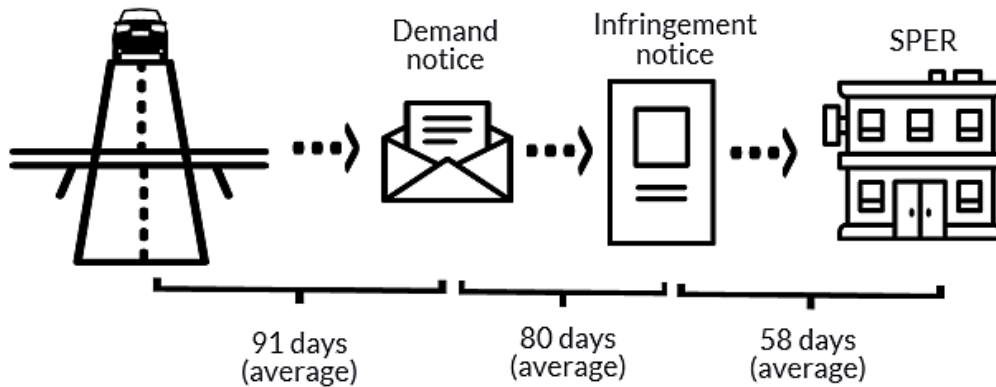 Demand
notice
Infringement
notice
SPER
91 days
(average)
80 days
(average)
58 days
(average)